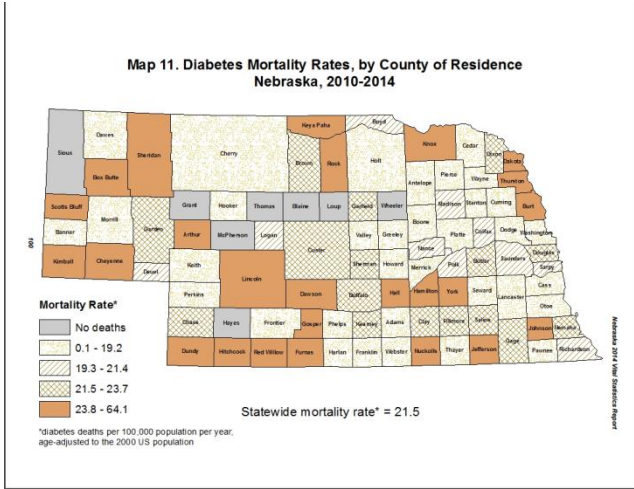 Map 11. Diabetes Mortality Rates, by County of Residence
Nebraska, 2010-2014
Sioux
Dawes
Box Butte
Sheridan
Cherry
Keya Paha
Boyd
Brown
Rock
Holt
Knox
Cedar
Dixon
Dakota
Antelope
Pierce
Wayne
Thurston
Scotts Bluff
Banner
Morrill
Garden
Grant
Hooker
Thomas
Blaine
Loup
Garfield
Wheeler
Madison
Stanton
Cuming
Burt
Kimball
Cheyenne
Deuel
Arthur
McPherson
Logan
Custer
Valley
Greeley
Boone
Platte
Colfax
Dodge
Washington
Keith
Lincoln
Sherman
Howard
Nance
Merrick
Polk
Butler
Saunders
Douglas
Sarpy
Perkins
Dawson
Buffalo
Hall
Hamilton
York
Seward
Lancaster
Cass
Otoe
Chase
Hayes
Frontier
Gosper
Phelps
Kearney
Adams
Clay
Fillmore
Saline
Gage
Johnson
Nemaha
Dundy
Hitchcock
Red Willow
Furnas
Harlan
Franklin
Webster
Nuckolls
Thayer
Jefferson
Pawnee
Richardson
100
Mortality Rate*
No deaths
0.1 - 19.2
19.3 - 21.4
21.5 - 23.7
23.8 - 64.1
Statewide mortality rate* = 21.5
*diabetes deaths per 100,000 population per year,
age-adjusted to the 2000 US population
Nebraska 2014 Vital Statistics Report